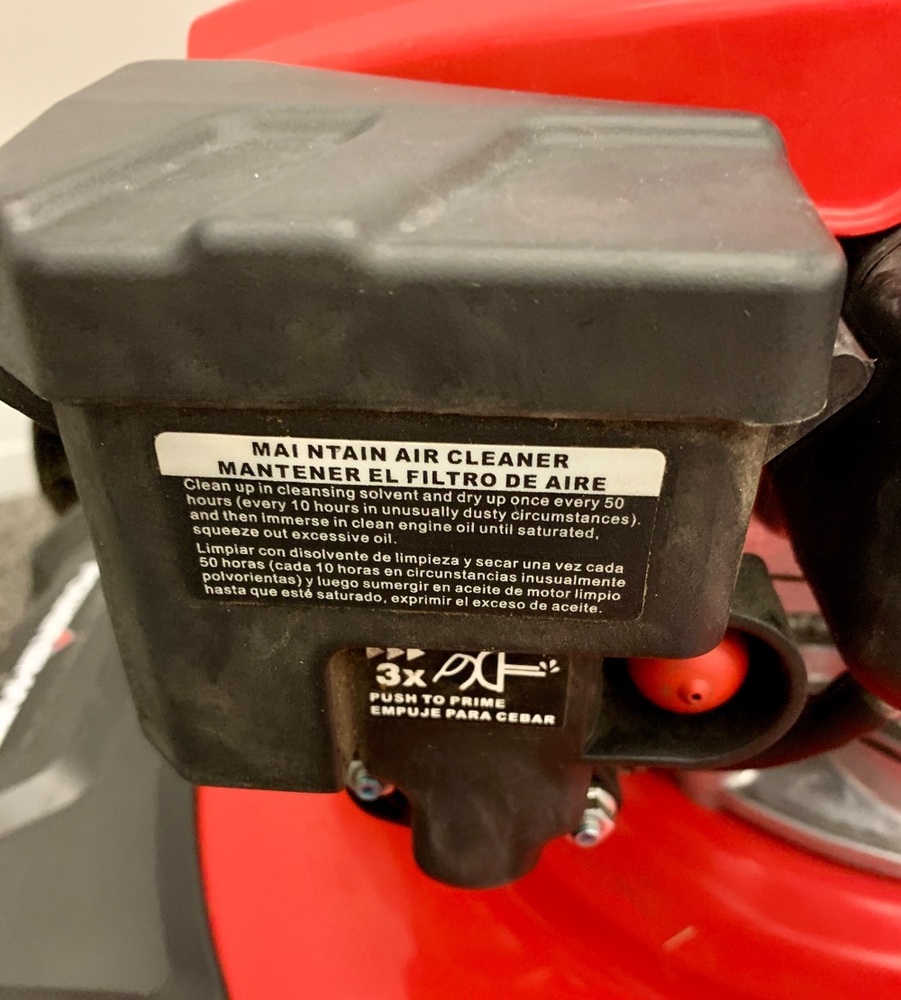 MAI NTAIN AIR CLEANER
MANTENER EL FILTRO DE AIRE
Clean up in cleansing solvent and dry up once every 50
hours (every 10 hours in unusually dusty circumstances).
and then immerse in clean engine oil until saturated,
squeeze out excessive oil.
Limpiar con disolvente de limpieza y secar una vez cada
50 horas (cada 10 horas en circunstancias inusualmente
polvorientas) y luego sumergir en aceite de motor limpio
hasta que esté saturado, exprimir el exceso de aceite.
3x
PUSH TO PRIME
EMPUJE PARA CEBAR